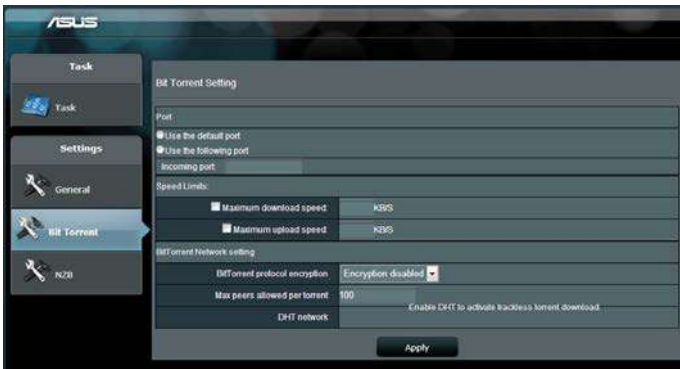 ASUS
Task
Task
Settings
General
Bit Torrent
NZB
Bit Torrent Setting
Port
Use the default port
Use the following port
Incoming port
Speed Limits:
Maximum download speed KB/S
Maximum upload speed KB/S
BitTorrent Network setting
BitTorrent protocol encryption Encryption disabled
Max peers allowed per torrent 100
Enable DHT to activate trackless torrent download.
DHT network
Apply